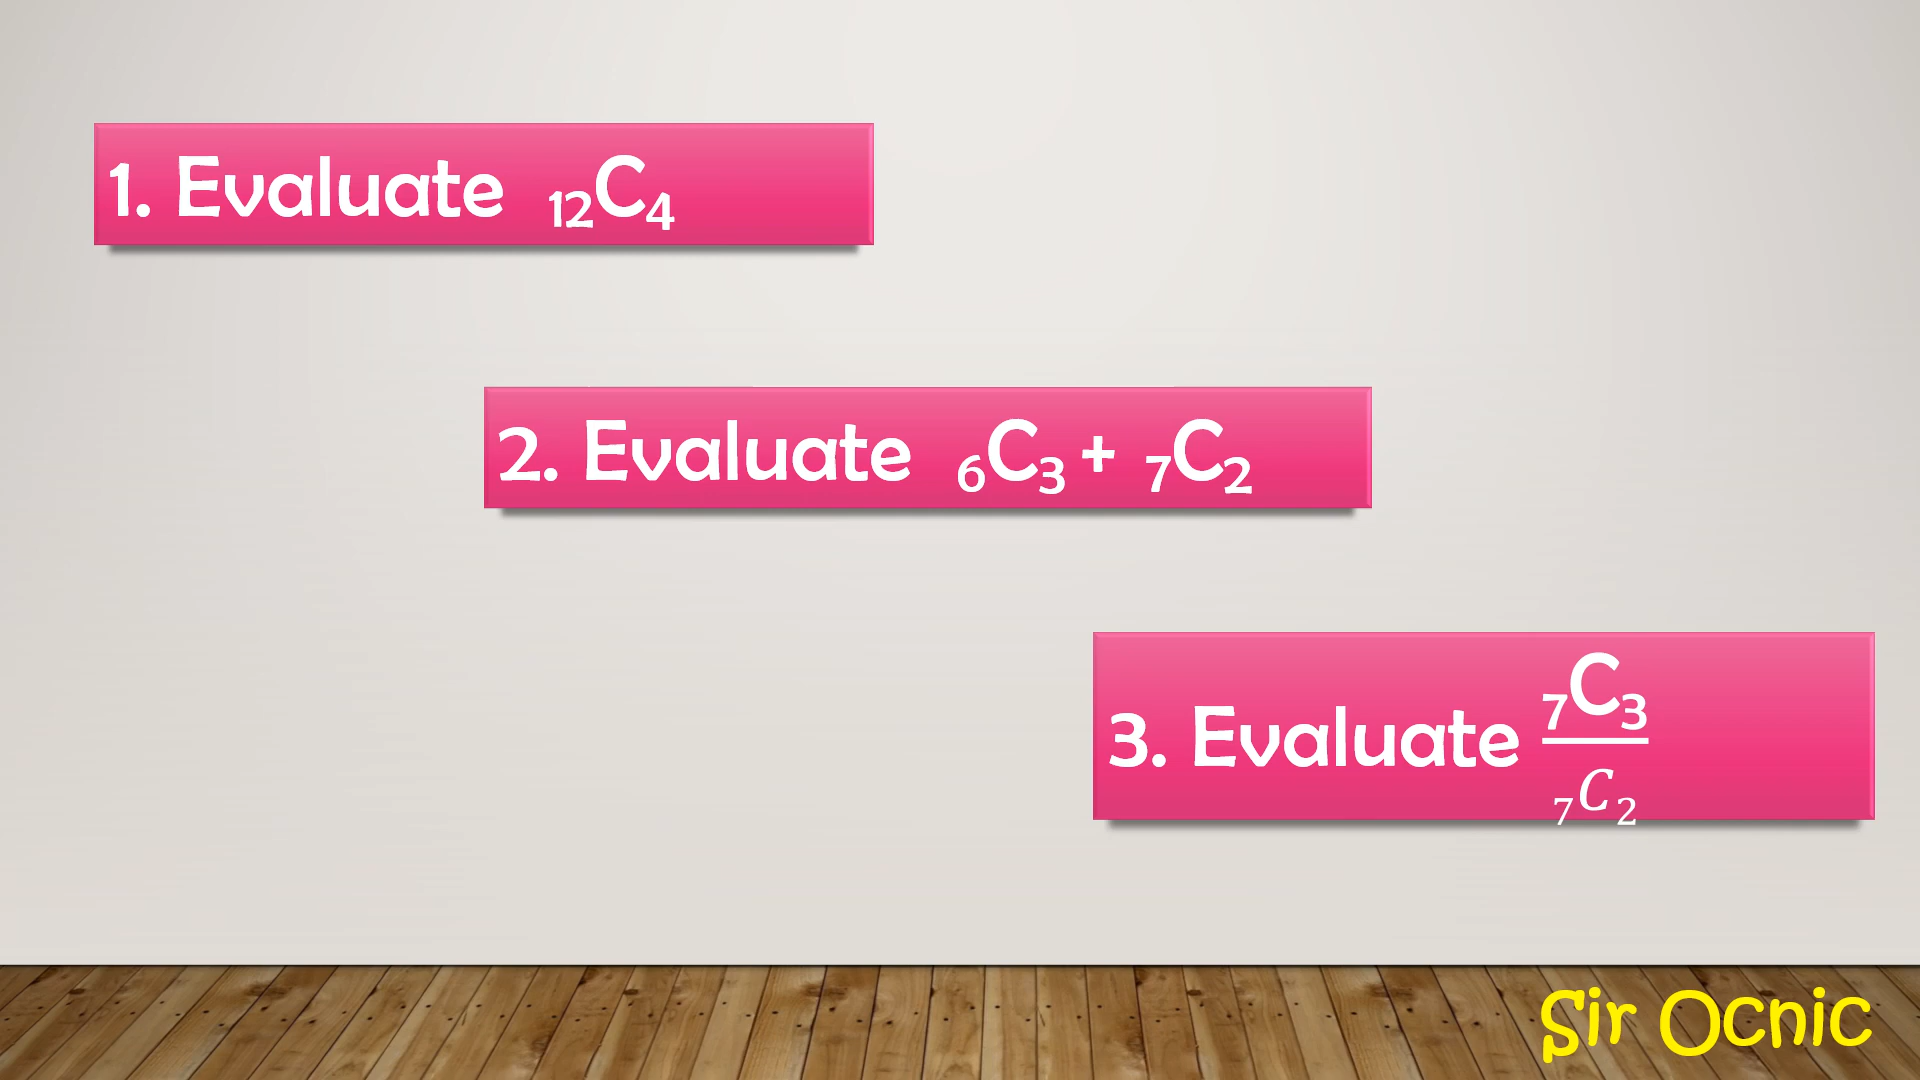 1. Evaluate ₁₂C₄
2. Evaluate ₆C₃ + ₇C₂
3. Evaluate ₇C₃
₇C₂
Sir Ocnic